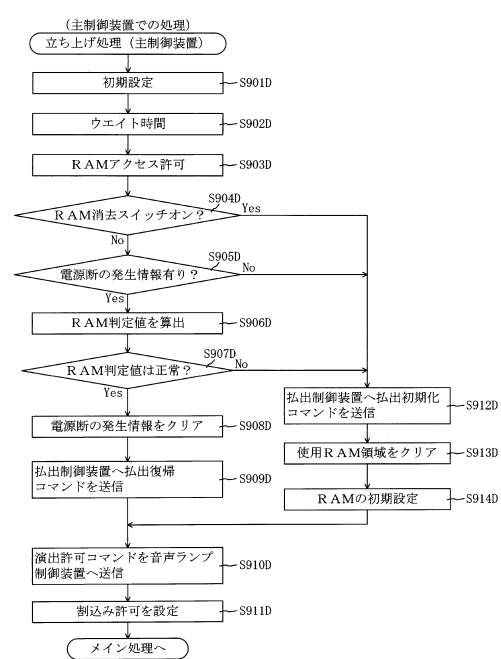 (主制御装置での処理)
立ち上げ処理(主制御装置)
初期設定
S901D
ウエイト時間
S902D
RAMアクセス許可
S903D
S904D
RAM消去スイッチオン?
Yes
No
S905D
電源断の発生情報有り?
No
Yes
RAM判定値を算出
S906D
S907D
RAM判定値は正常?
No
Yes
払出制御装置へ払出初期化
コマンドを送信
S912D
電源断の発生情報をクリア
S908D
使用RAM領域をクリア
S913D
払出制御装置へ払出復帰
コマンドを送信
S909D
RAMの初期設定
S914D
演出許可コマンドを音声ランプ
制御装置へ送信
S910D
割込み許可を設定
S911D
メイン処理へ